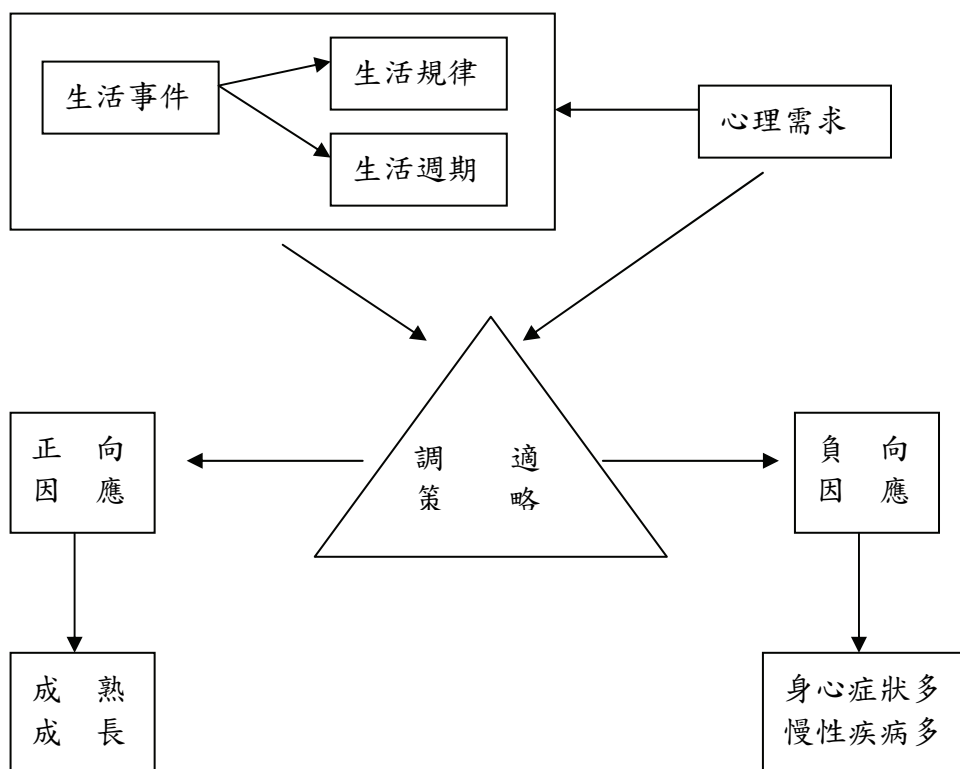 生活規律
生活事件
心理需求
生活週期
調適
策略
正向
因應
負向
因應
成熟
成長
身心症狀多
慢性疾病多